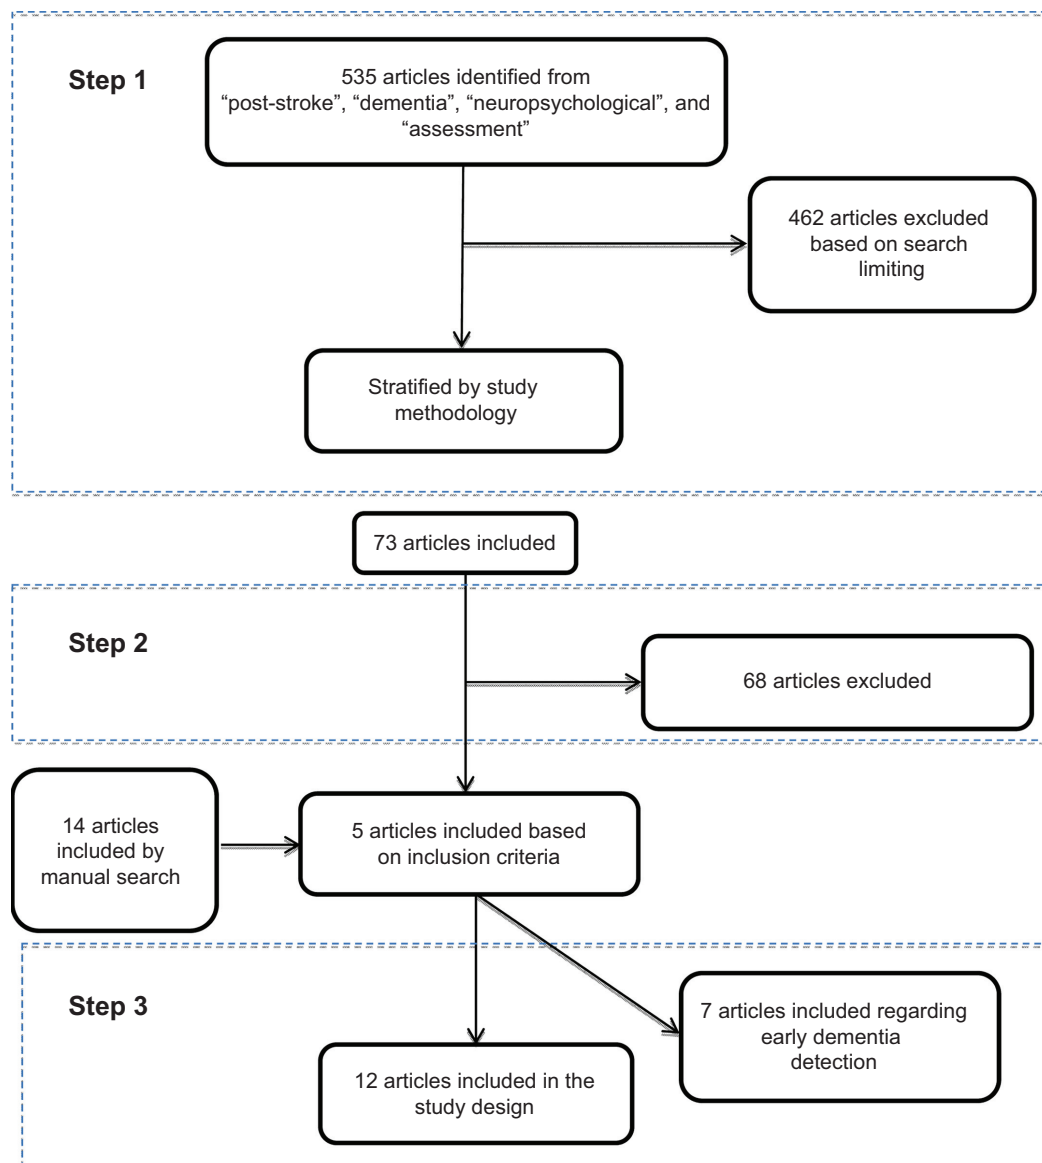 Step 1
535 articles identified from
“post-stroke”, “dementia”, “neuropsychological”, and
“assessment”
462 articles excluded
based on search
limiting
Stratified by study
methodology
73 articles included
Step 2
68 articles excluded
14 articles
included by
manual search
5 articles included based
on inclusion criteria
Step 3
7 articles included regarding
early dementia
detection
12 articles included in the
study design